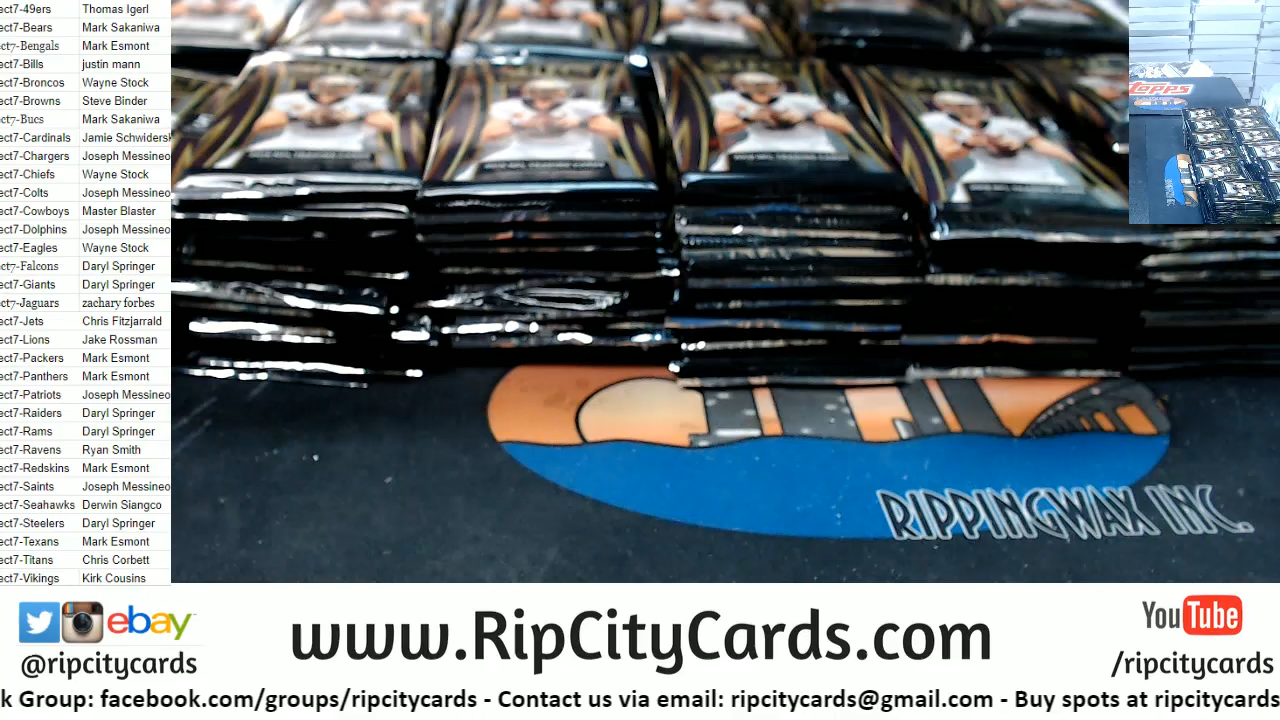 ect7-49ers Thomas Igerl
ect7-Bears Mark Sakaniwa
ect7-Bengals Mark Esmont
ect7-Bills justin mann
ect7-Broncos Wayne Stock
ect7-Browns Steve Binder
ect7-Bucs Mark Sakaniwa
ect7-Cardinals Jamie Schwidersk
ect7-Chargers Joseph Messineo
ect7-Chiefs Wayne Stock
ect7-Colts Joseph Messineo
ect7-Cowboys Master Blaster
ect7-Dolphins Joseph Messineo
ect7-Eagles Wayne Stock
ect7-Falcons Daryl Springer
ect7-Giants Daryl Springer
ect7-Jaguars zachary forbes
ect7-Jets Chris Fitzjarrald
ect7-Lions Jake Rossman
ect7-Packers Mark Esmont
ect7-Panthers Mark Esmont
ect7-Patriots Joseph Messineo
ect7-Raiders Daryl Springer
ect7-Rams Daryl Springer
ect7-Ravens Ryan Smith
ect7-Redskins Mark Esmont
ect7-Saints Joseph Messineo
ect7-Seahawks Derwin Siangco
ect7-Steelers Daryl Springer
ect7-Texans Mark Esmont
ect7-Titans Chris Corbett
ect7-Vikings Kirk Cousins
topps
RIPPINGWAX INC.
ebay
@ripcitycards
www.RipCityCards.com
YouTube
/ripcitycards
k Group: facebook.com/groups/ripcitycards - Contact us via email: ripcitycards@gmail.com - Buy spots at ripcitycards